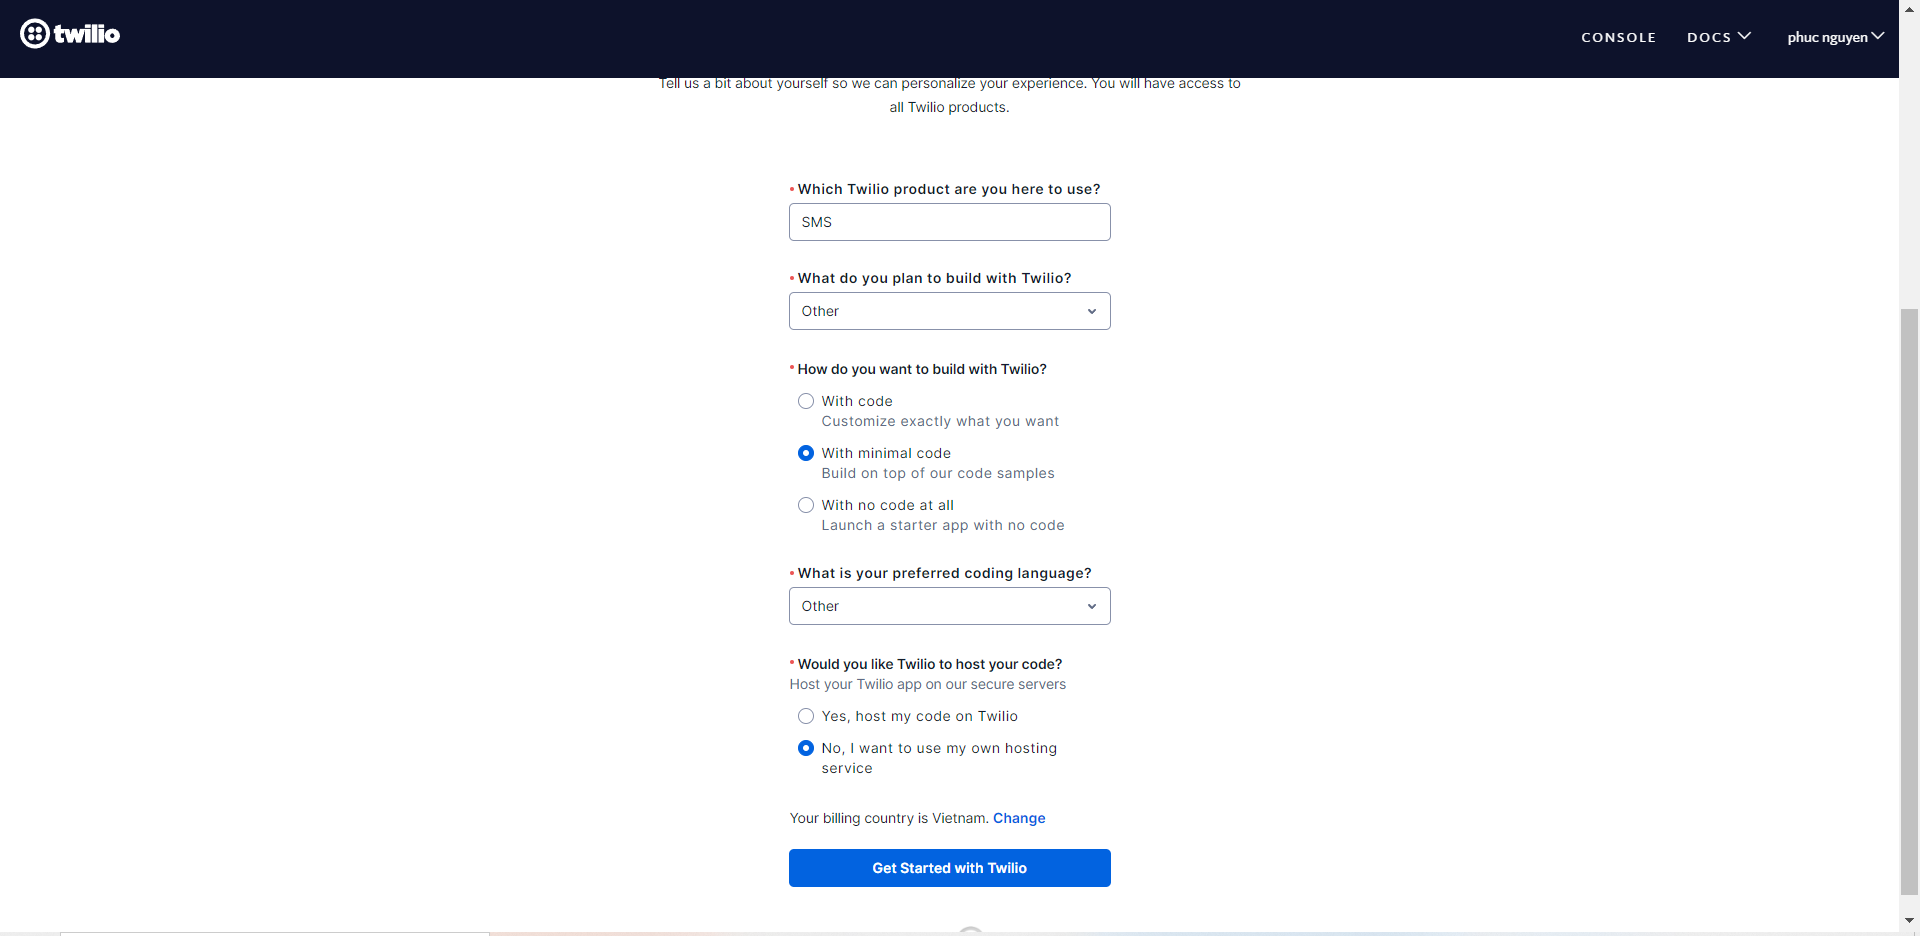 twilio
CONSOLE
DOCS
phuc nguyen
Tell us a bit about yourself so we can personalize your experience. You will have access to
all Twilio products.
Which Twilio product are you here to use?
SMS
What do you plan to build with Twilio?
Other
How do you want to build with Twilio?
With code
Customize exactly what you want
With minimal code
Build on top of our code samples
With no code at all
Launch a starter app with no code
What is your preferred coding language?
Other
Would you like Twilio to host your code?
Host your Twilio app on our secure servers
Yes, host my code on Twilio
No, I want to use my own hosting
service
Your billing country is Vietnam. Change
Get Started with Twilio